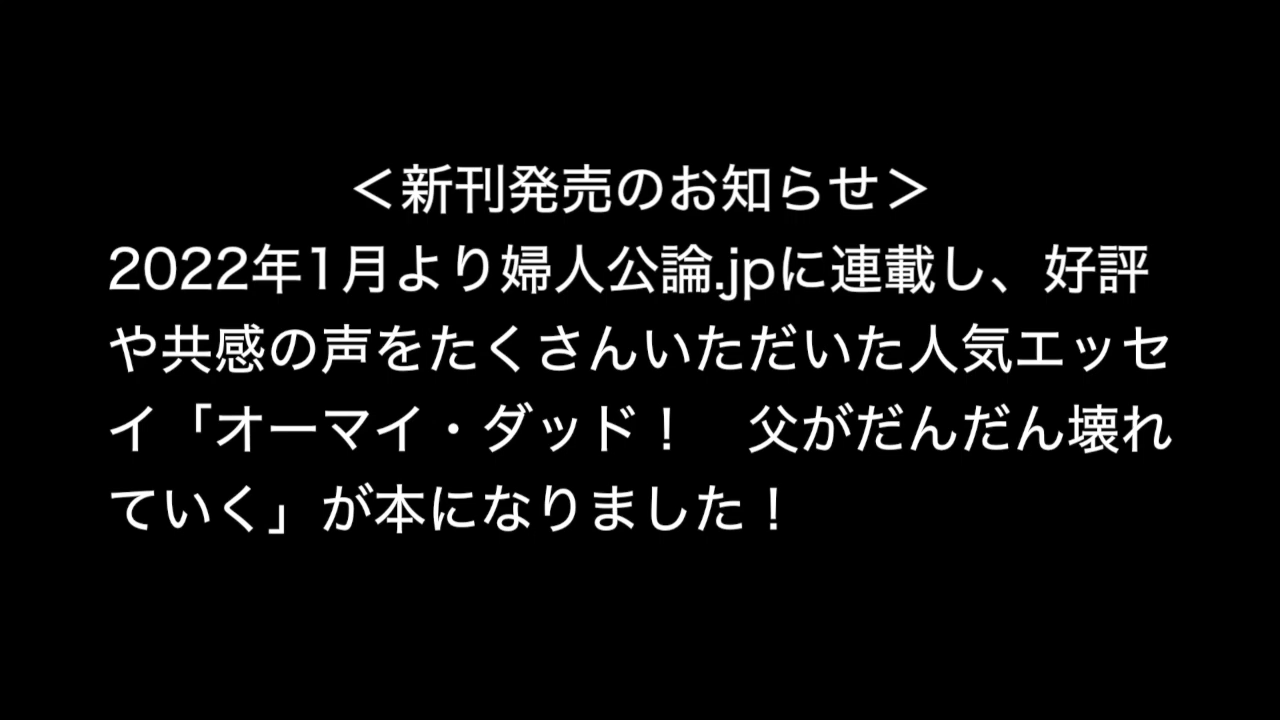 ＜新刊発売のお知らせ＞
2022年1月より婦人公論.jpに連載し、好評
や共感の声をたくさんいただいた人気エッセ
イ「オーマイ・ダッド！　父がだんだん壊れ
ていく」が本になりました！